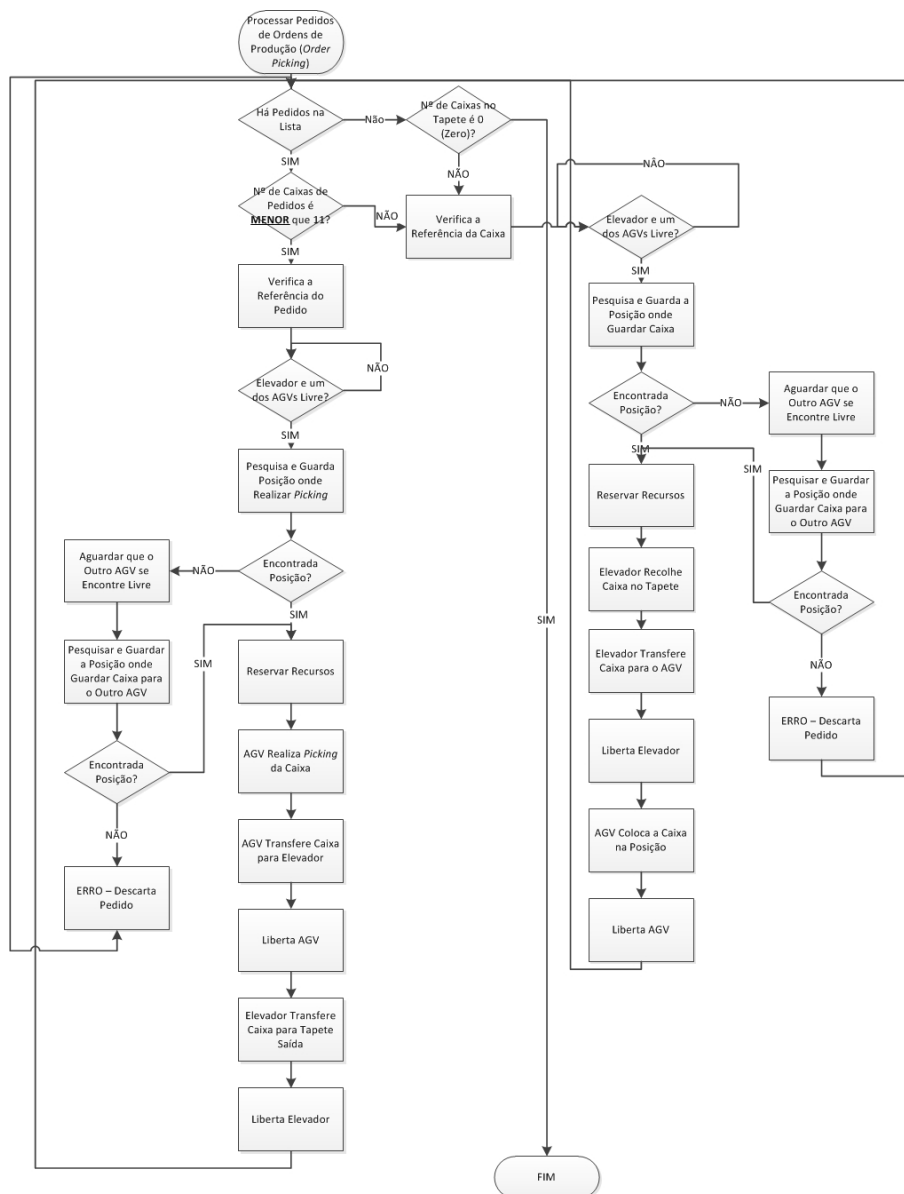 Processar Pedidos
de Ordens de
Produção (Order
Picking)
Há Pedidos na
Lista
Não
Nº de Caixas no
Tapete é 0
(Zero)?
SIM
NÃO
Nº de Caixas de
Pedidos é
MENOR que 11?
NÃO
Verifica a
Referência da Caixa
NÂO
Elevador e um
dos AGVs Livre?
SIM
SIM
Verifica a
Referência do
Pedido
Pesquisa e Guarda a
Posição onde
Guardar Caixa
NÃO
Elevador e um
dos AGVs Livre?
SIM
Encontrada
Posição?
NÃO
Aguardar que o
Outro AGV se
Encontre Livre
SIM
SIM
Pesquisa e Guarda
Posição onde
Realizar Picking
Reservar Recursos
Pesquisar e Guardar
a Posição onde
Guardar Caixa para
o Outro AGV
Aguardar que o
Outro AGV se
Encontre Livre
NÃO
Encontrada
Posição?
SIM
Elevador Recolhe
Caixa no Tapete
Encontrada
Posição?
SIM
Pesquisar e Guardar
a Posição onde
Guardar Caixa para
o Outro AGV
SIM
Reservar Recursos
Elevador Transfere
Caixa para o AGV
NÃO
Encontrada
Posição?
AGV Realiza Picking
da Caixa
Liberta Elevador
ERRO – Descarta
Pedido
NÃO
AGV Transfere Caixa
para Elevador
AGV Coloca a Caixa
na Posição
ERRO – Descarta
Pedido
Liberta AGV
Liberta AGV
Elevador Transfere
Caixa para Tapete
Saída
Liberta Elevador
FIM